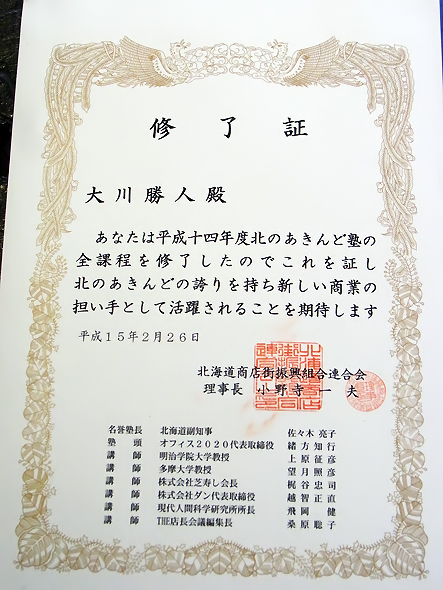 修了証
大川勝人殿
あなたは平成十四年度北のあきんど塾の
全課程を修了したのでこれを証し
北のあきんどの誇りを持ち新しい商業の
担い手として活躍されることを期待します
平成15年2月26日
北海道商店街振興組合連合会
理事長 小野寺一夫
名誉塾長 北海道副知事 佐々木亮子
塾頭 オフィス2020代表取締役 緒方知行
講師 明治学院大学教授 上原征彦
講師 多摩大学教授 望月照彦
講師 株式会社芝寿し会長 梶谷忠司
講師 株式会社ダン代表取締役 越智正直
講師 現代人間科学研究所所長 飛岡健
講師 THE店長会議編集長 桑原聡子